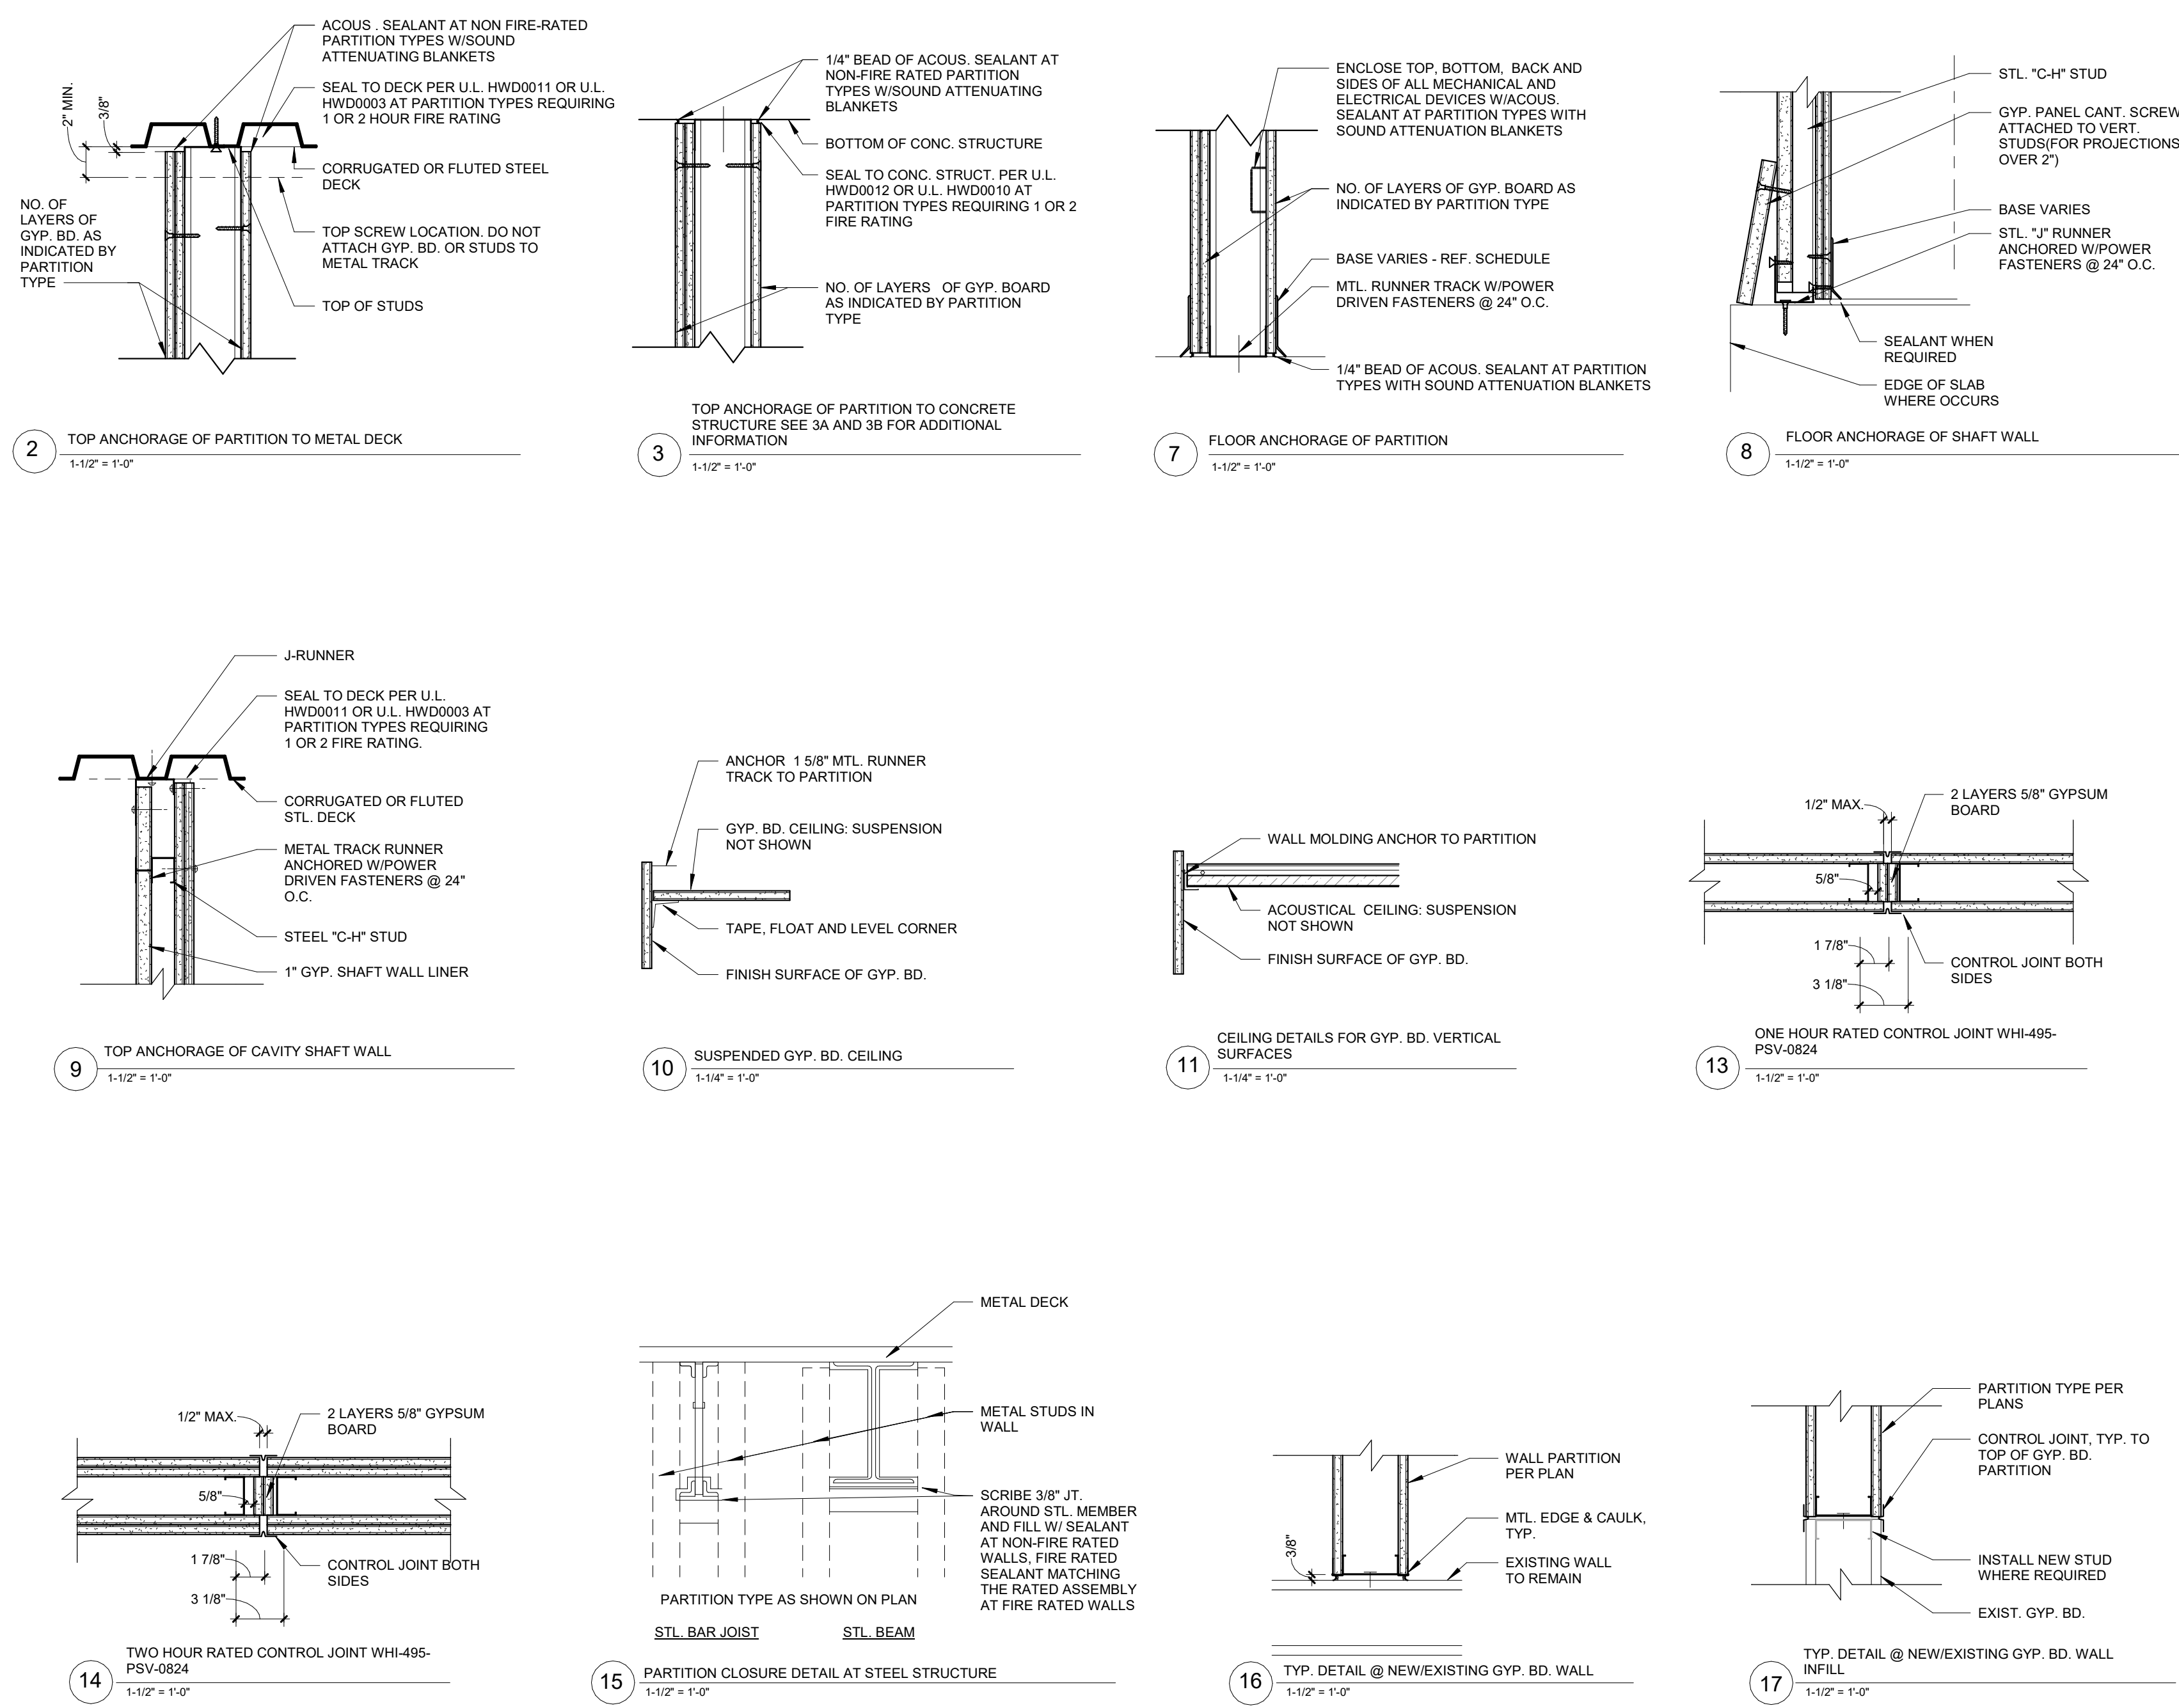 ACOUS . SEALANT AT NON FIRE-RATED
PARTITION TYPES W/SOUND
ATTENUATING BLANKETS
SEAL TO DECK PER U.L. HWD0011 OR U.L.
HWD0003 AT PARTITION TYPES REQUIRING
1 OR 2 HOUR FIRE RATING
2" MIN.
3/8"
CORRUGATED OR FLUTED STEEL
DECK
NO. OF
LAYERS OF
GYP. BD. AS
INDICATED BY
PARTITION
TYPE
TOP SCREW LOCATION. DO NOT
ATTACH GYP. BD. OR STUDS TO
METAL TRACK
TOP OF STUDS
2
TOP ANCHORAGE OF PARTITION TO METAL DECK
1-1/2" = 1'-0"
1/4" BEAD OF ACOUS. SEALANT AT
NON-FIRE RATED PARTITION
TYPES W/SOUND ATTENUATING
BLANKETS
BOTTOM OF CONC. STRUCTURE
SEAL TO CONC. STRUCT. PER U.L.
HWD0012 OR U.L. HWD0010 AT
PARTITION TYPES REQUIRING 1 OR 2
FIRE RATING
NO. OF LAYERS OF GYP. BOARD
AS INDICATED BY PARTITION
TYPE
3
TOP ANCHORAGE OF PARTITION TO CONCRETE
STRUCTURE SEE 3A AND 3B FOR ADDITIONAL
INFORMATION
1-1/2" = 1'-0"
ENCLOSE TOP, BOTTOM, BACK AND
SIDES OF ALL MECHANICAL AND
ELECTRICAL DEVICES W/ACOUS.
SEALANT AT PARTITION TYPES WITH
SOUND ATTENUATION BLANKETS
NO. OF LAYERS OF GYP. BOARD AS
INDICATED BY PARTITION TYPE
BASE VARIES - REF. SCHEDULE
MTL. RUNNER TRACK W/POWER
DRIVEN FASTENERS @ 24" O.C.
1/4" BEAD OF ACOUS. SEALANT AT PARTITION
TYPES WITH SOUND ATTENUATION BLANKETS
7
FLOOR ANCHORAGE OF PARTITION
1-1/2" = 1'-0"
STL. "C-H" STUD
GYP. PANEL CANT. SCREW
ATTACHED TO VERT.
STUDS(FOR PROJECTIONS
OVER 2")
BASE VARIES
STL. "J" RUNNER
ANCHORED W/POWER
FASTENERS @ 24" O.C.
SEALANT WHEN
REQUIRED
EDGE OF SLAB
WHERE OCCURS
8
FLOOR ANCHORAGE OF SHAFT WALL
1-1/2" = 1'-0"
J-RUNNER
SEAL TO DECK PER U.L.
HWD0011 OR U.L. HWD0003 AT
PARTITION TYPES REQUIRING
1 OR 2 FIRE RATING.
CORRUGATED OR FLUTED
STL. DECK
METAL TRACK RUNNER
ANCHORED W/POWER
DRIVEN FASTENERS @ 24"
O.C.
STEEL "C-H" STUD
1" GYP. SHAFT WALL LINER
9
TOP ANCHORAGE OF CAVITY SHAFT WALL
1-1/2" = 1'-0"
ANCHOR 1 5/8" MTL. RUNNER
TRACK TO PARTITION
GYP. BD. CEILING: SUSPENSION
NOT SHOWN
TAPE, FLOAT AND LEVEL CORNER
FINISH SURFACE OF GYP. BD.
10
SUSPENDED GYP. BD. CEILING
1-1/4" = 1'-0"
WALL MOLDING ANCHOR TO PARTITION
ACOUSTICAL CEILING: SUSPENSION
NOT SHOWN
FINISH SURFACE OF GYP. BD.
11
CEILING DETAILS FOR GYP. BD. VERTICAL
SURFACES
1-1/4" = 1'-0"
1/2" MAX.
2 LAYERS 5/8" GYPSUM
BOARD
5/8"
1 7/8"
3 1/8"
CONTROL JOINT BOTH
SIDES
13
ONE HOUR RATED CONTROL JOINT WHI-495-
PSV-0824
1-1/2" = 1'-0"
1/2" MAX.
2 LAYERS 5/8" GYPSUM
BOARD
5/8"
1 7/8"
3 1/8"
CONTROL JOINT BOTH
SIDES
14
TWO HOUR RATED CONTROL JOINT WHI-495-
PSV-0824
1-1/2" = 1'-0"
METAL DECK
METAL STUDS IN
WALL
SCRIBE 3/8" JT.
AROUND STL. MEMBER
AND FILL W/ SEALANT
AT NON-FIRE RATED
WALLS, FIRE RATED
SEALANT MATCHING
THE RATED ASSEMBLY
AT FIRE RATED WALLS
PARTITION TYPE AS SHOWN ON PLAN
STL. BAR JOIST
STL. BEAM
15
PARTITION CLOSURE DETAIL AT STEEL STRUCTURE
1-1/2" = 1'-0"
WALL PARTITION
PER PLAN
MTL. EDGE & CAULK,
TYP.
3/8"
EXISTING WALL
TO REMAIN
16
TYP. DETAIL @ NEW/EXISTING GYP. BD. WALL
1-1/2" = 1'-0"
PARTITION TYPE PER
PLANS
CONTROL JOINT, TYP. TO
TOP OF GYP. BD.
PARTITION
INSTALL NEW STUD
WHERE REQUIRED
EXIST. GYP. BD.
17
TYP. DETAIL @ NEW/EXISTING GYP. BD. WALL
INFILL
1-1/2" = 1'-0"